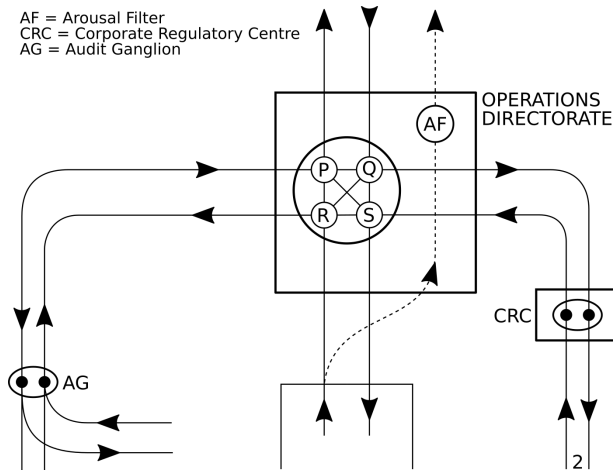 AF = Arousal Filter
CRC = Corporate Regulatory Centre
AG = Audit Ganglion
OPERATIONS
DIRECTORATE
AF
P
Q
R
S
CRC
AG
2